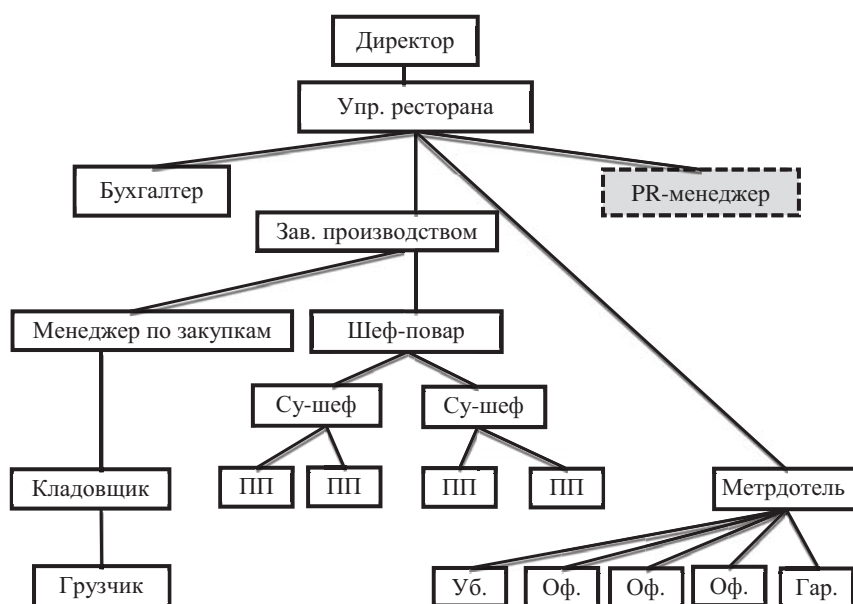 Директор
Упр. ресторана
Бухгалтер
PR-менеджер
Зав. производством
Менеджер по закупкам
Шеф-повар
Су-шеф
Су-шеф
ПП
ПП
ПП
ПП
Кладовщик
Метрдотель
Грузчик
Уб.
Оф.
Оф.
Оф.
Гар.